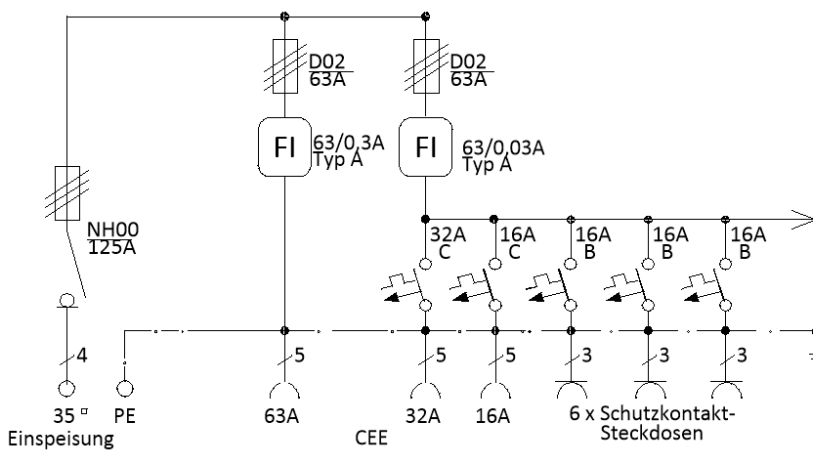 D02
63A
D02
63A
FI
63/0,3A
Typ A
FI
63/0,03A
Typ A
NH00
125A
32A
C
16A
C
16A
B
16A
B
16A
B
4
5
5
5
3
3
3
35 □
PE
63A
32A
16A
6 x Schutzkontakt-
Steckdosen
Einspeisung
CEE